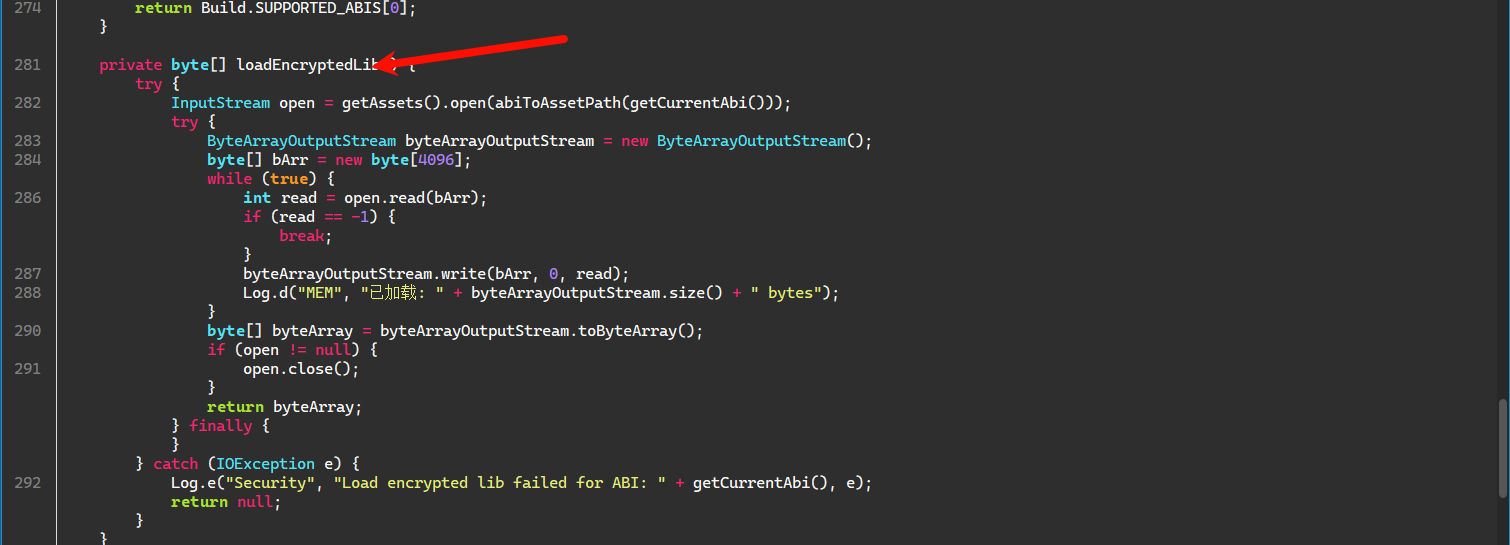 274 return Build.SUPPORTED_ABIS[0];
}
281 private byte[] loadEncryptedLib() {
try {
282 InputStream open = getAssets().open(abiToAssetPath(getCurrentAbi()));
try {
283 ByteArrayOutputStream byteArrayOutputStream = new ByteArrayOutputStream();
284 byte[] bArr = new byte[4096];
while (true) {
286 int read = open.read(bArr);
if (read == -1) {
break;
}
287 byteArrayOutputStream.write(bArr, 0, read);
288 Log.d("MEM", "已加载: " + byteArrayOutputStream.size() + " bytes");
}
290 byte[] byteArray = byteArrayOutputStream.toByteArray();
if (open != null) {
291 open.close();
}
return byteArray;
} finally {
}
} catch (IOException e) {
292 Log.e("Security", "Load encrypted lib failed for ABI: " + getCurrentAbi(), e);
return null;
}
}